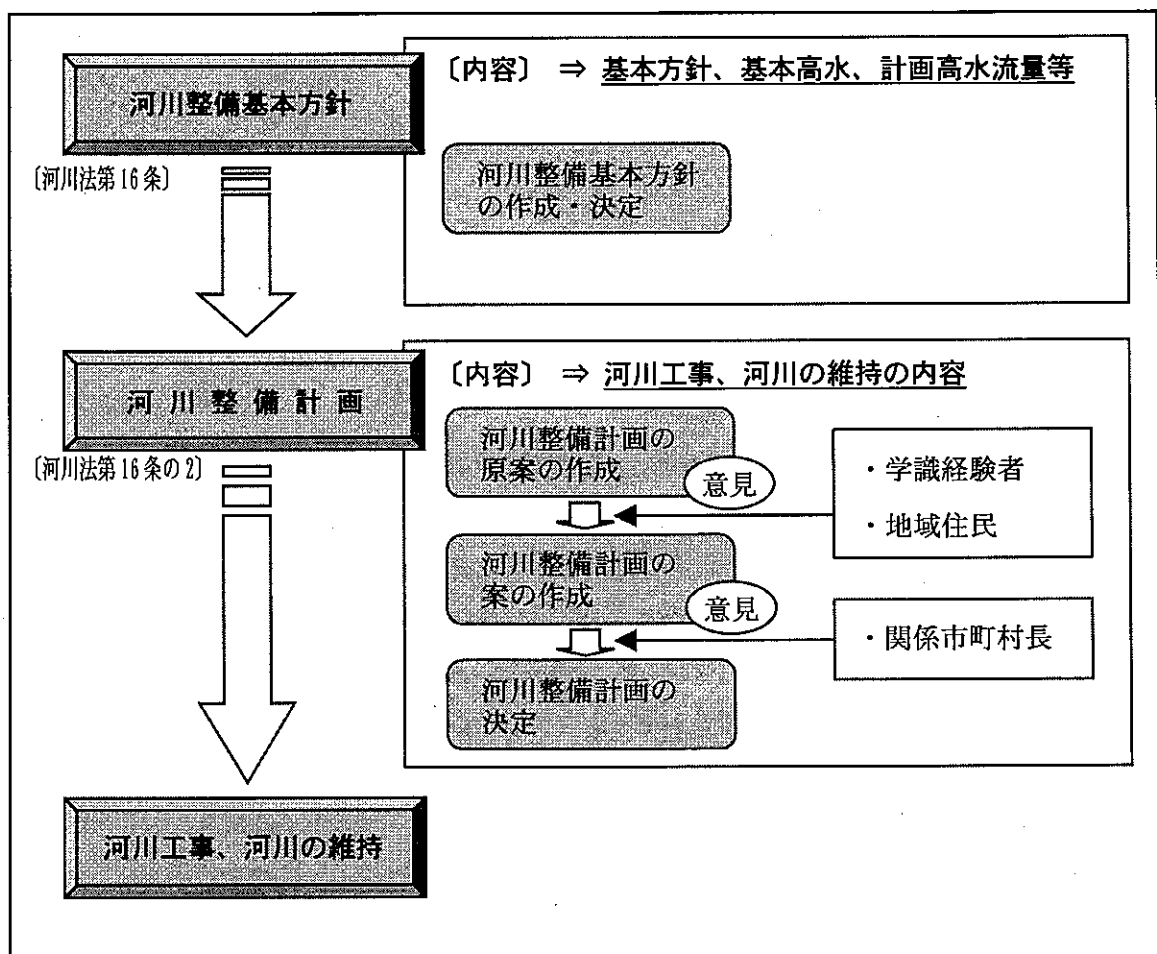 河川整備基本方針
〔内容〕 ⇒ 基本方針、基本高水、計画高水流量等
〔河川法第16条〕
河川整備基本方針
の作成・決定
河川整備計画
〔内容〕 ⇒ 河川工事、河川の維持の内容
〔河川法第16条の2〕
河川整備計画の
原案の作成
意見
・学識経験者
・地域住民
河川整備計画の
案の作成
意見
・関係市町村長
河川整備計画の
決定
河川工事、河川の維持